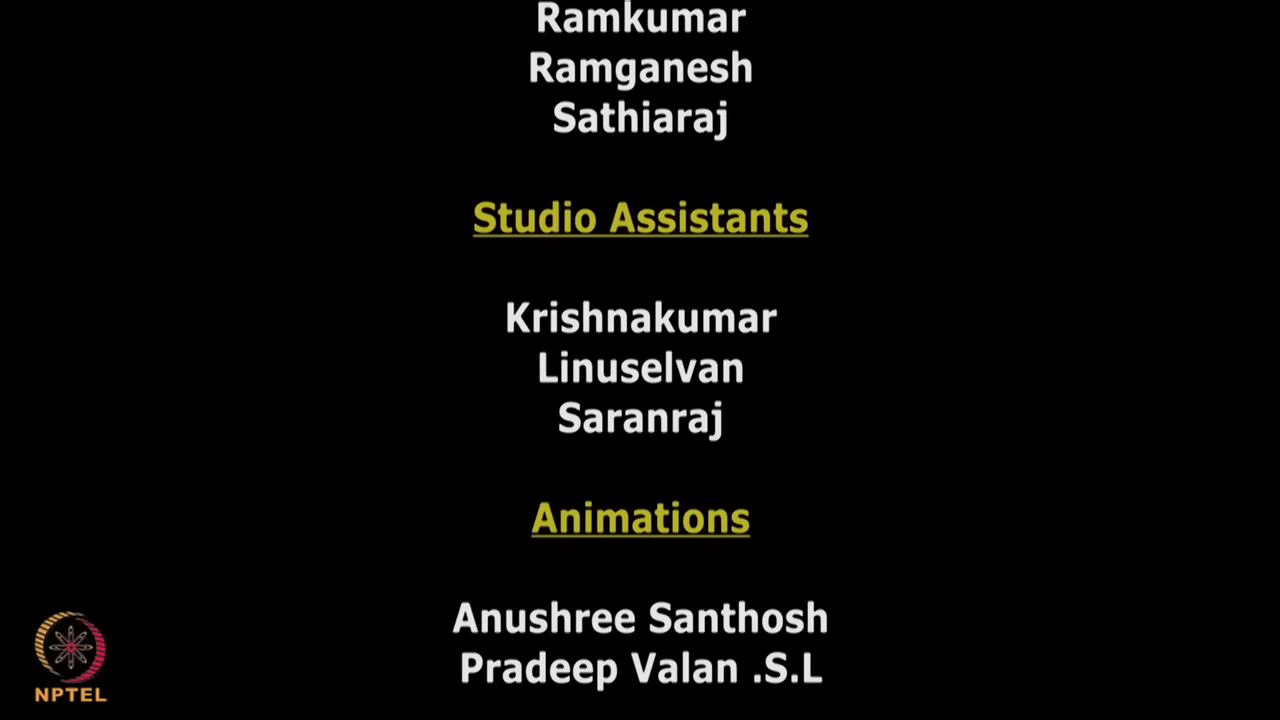 Ramkumar
Ramganesh
Sathiaraj
Studio Assistants
Krishnakumar
Linuselvan
Saranraj
Animations
Anushree Santhosh
Pradeep Valan .S.L
NPTEL